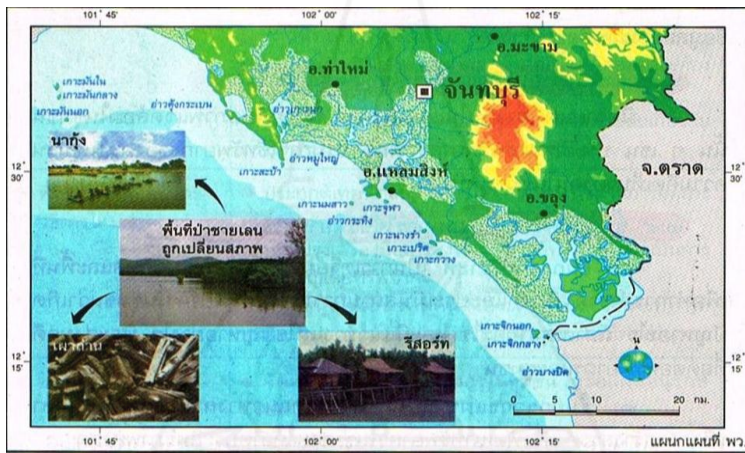 101° 45'
102° 00'
102° 15'
อ.มะขาม
อ.ท่าใหม่
จันทบุรี
เกาะมันใน
เกาะมันกลาง
เกาะมันนอก
อ่าวคุ้งกระเบน
นากุ้ง
อ่าวหมูใหญ่
เกาะสะบ้า
12° 30'
12° 30'
จ.ตราด
อ.แหลมสิงห์
อ.ขลุง
เกาะนมสาว
เกาะจุฬา
อ่าวกระทิง
เกาะนางรำ
เกาะเปริด
เกาะกวาง
พื้นที่ป่าชายเลน
ถูกเปลี่ยนสภาพ
เผาถ่าน
รีสอร์ท
เกาะจิกนอก
เกาะจิกกลาง
อ่าวบางปิด
น
12° 15'
12° 15'
0 5 10 20 กม.
101° 45'
102° 00'
102° 15'
แผนกแผนที่ พว.